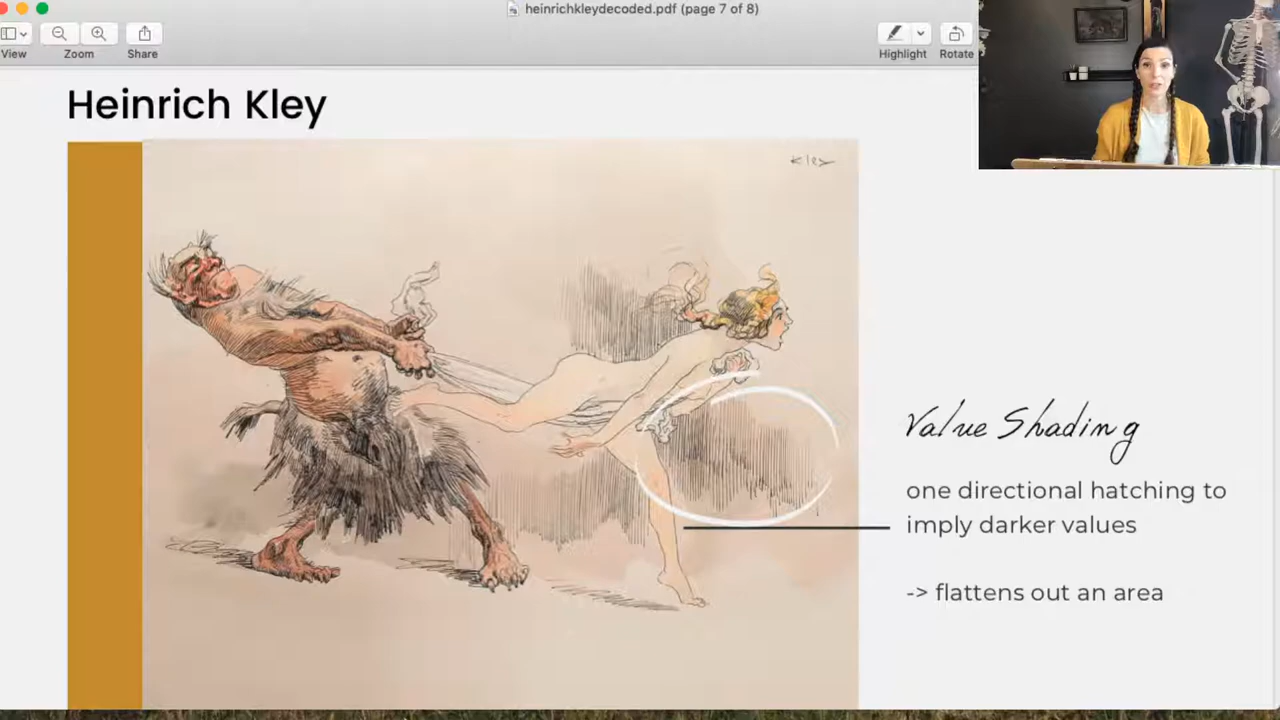 heinrichkleydecoded.pdf (page 7 of 8)
View
Zoom
Share
Highlight
Rotate
Heinrich Kley
Kley
Value Shading
one directional hatching to
imply darker values
-> flattens out an area